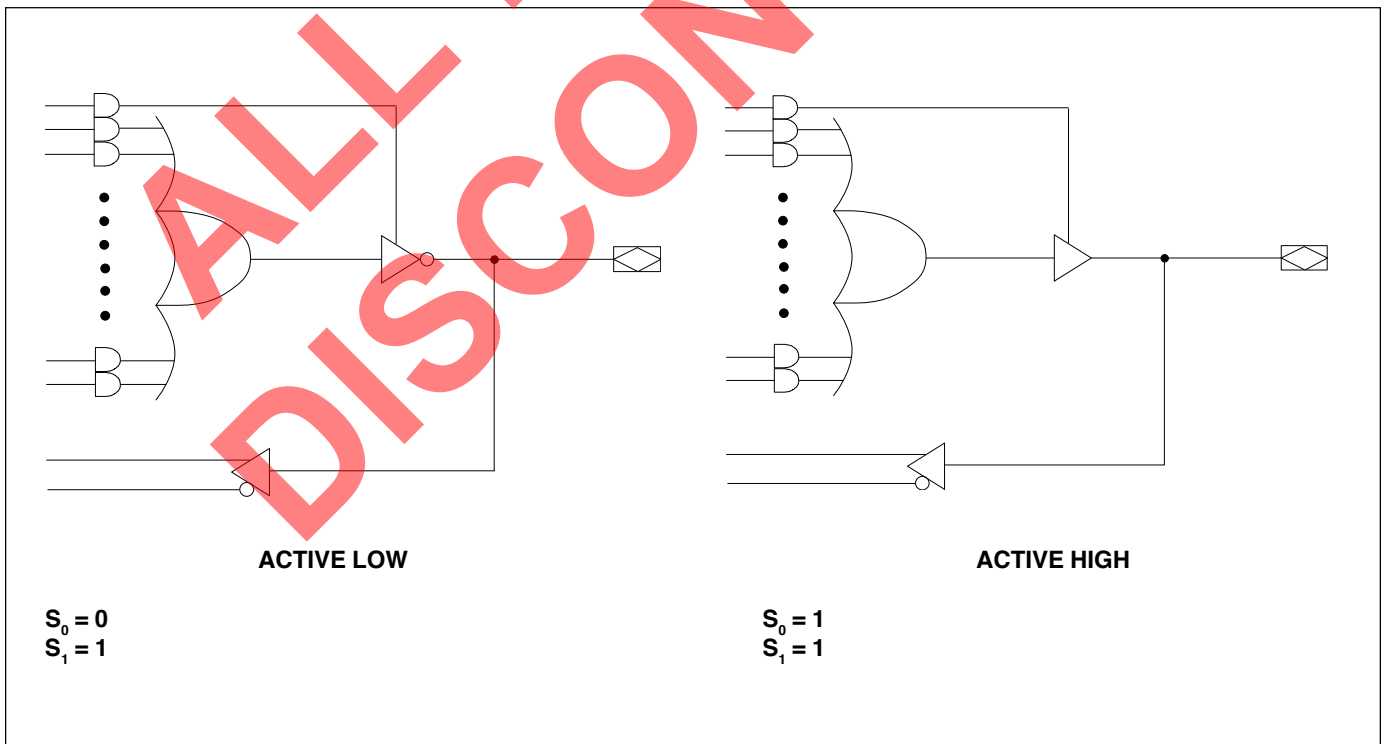 ALL
DISCON
ACTIVE LOW
ACTIVE HIGH
S₀ = 0
S₁ = 1
S₀ = 1
S₁ = 1